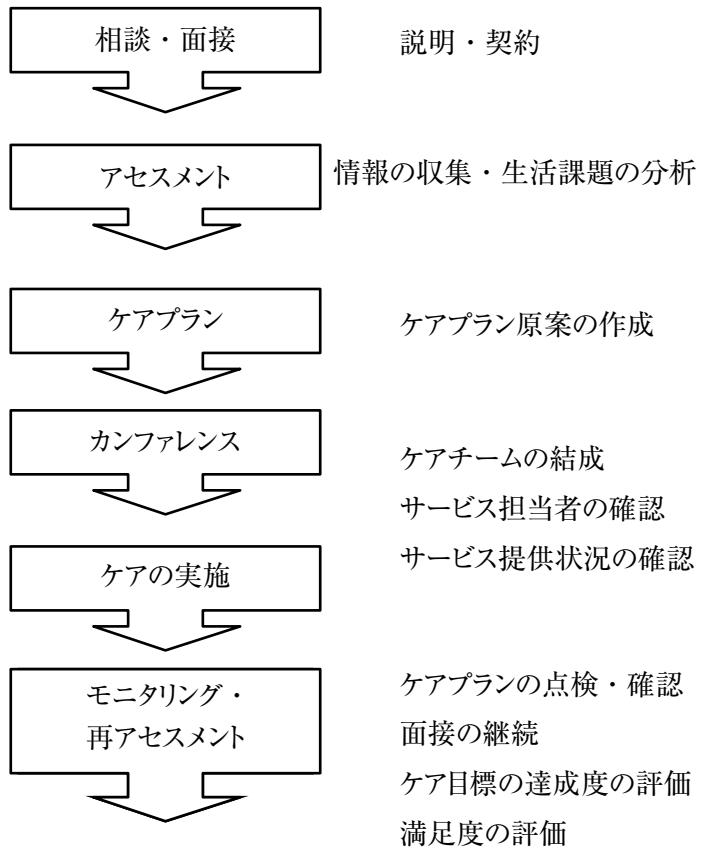 相談・面接
説明・契約
アセスメント
情報の収集・生活課題の分析
ケアプラン
ケアプラン原案の作成
カンファレンス
ケアチームの結成
サービス担当者の確認
ケアの実施
サービス提供状況の確認
モニタリング・
再アセスメント
ケアプランの点検・確認
面接の継続
ケア目標の達成度の評価
満足度の評価